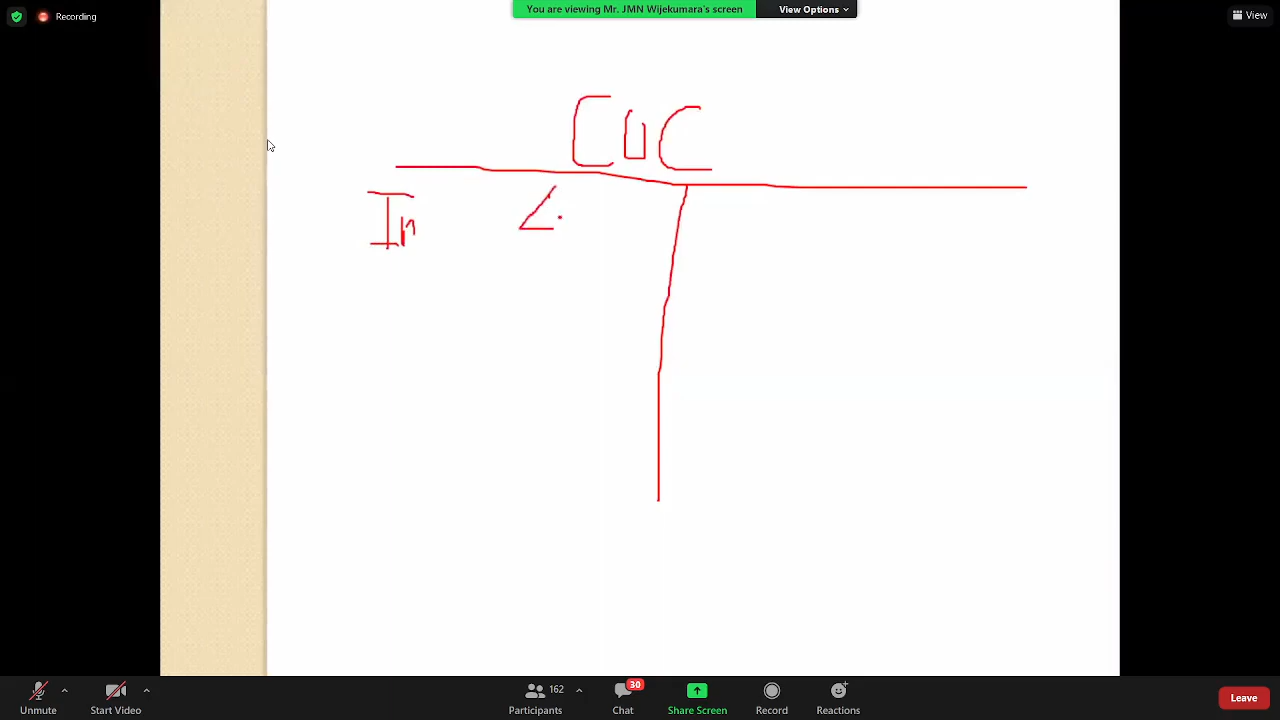 Recording
You are viewing Mr. JMN Wijekumara's screen
View Options
View
COC
In
Unmute
Start Video
162
Participants
30
Chat
Share Screen
Record
Reactions
Leave